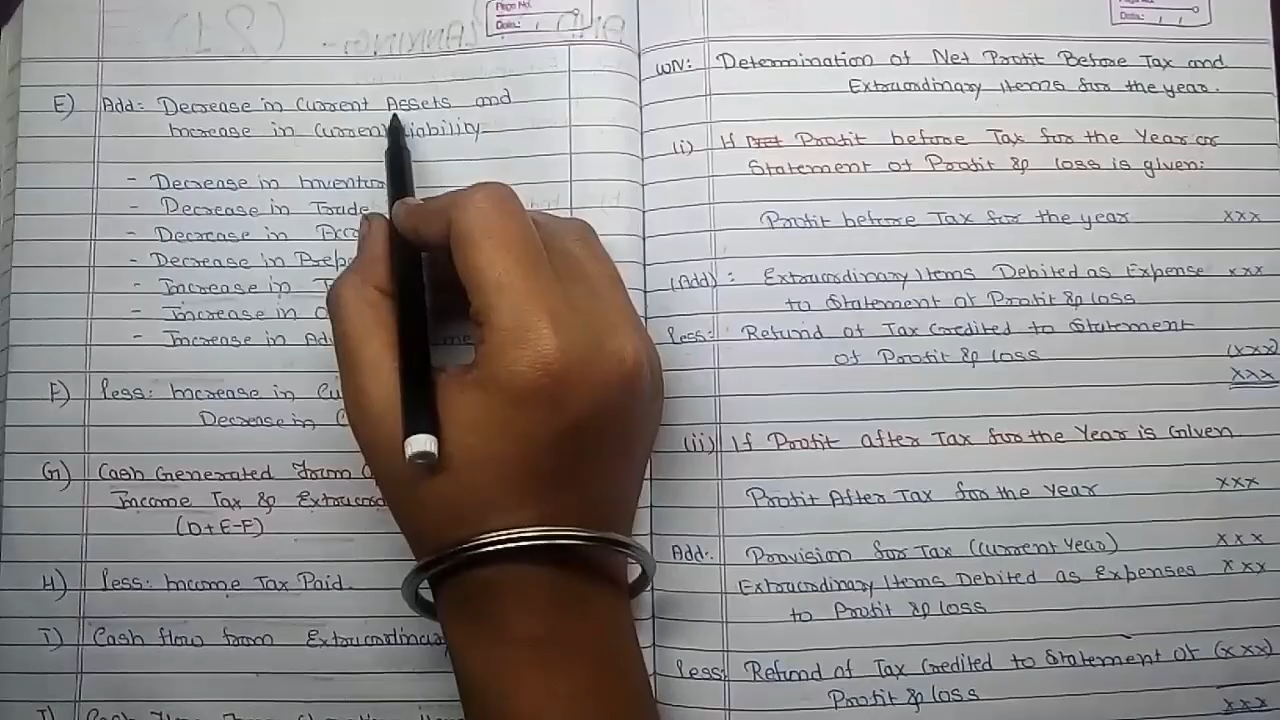 Page No.
Date:
E) Add: Decrease in Current Assets and
Increase in Current Liability
- Decrease in
- Decrease in Trade
- Decrease in
- Decrease in
- Increase in
- Increase in
- Increase in
F) Less: Increase in
Decrease in
G) Cash Generated From
Income Tax &
(D+E-F)
H) Less: Income Tax Paid.
I) Cash flow from
Date:
WN: Determination of Net Profit Before Tax and
Extraordinary Items for the year.
(i) If Profit before Tax for the Year or
Statement of Profit & Loss is given:
Profit before Tax for the year xxx
(Add): Extraordinary Items Debited as Expense xxx
to Statement of Profit & Loss
Less: Refund of Tax Credited to Statement
of Profit & Loss (xxx)
xxx
(ii) If Profit after Tax for the Year is Given
Profit After Tax for the Year xxx
Add: Provision for Tax (Current Year) xxx
Extraordinary Items Debited as Expenses xxx
to Profit & Loss
Less: Refund of Tax Credited to Statement of (xxx)
Profit & Loss
xxx